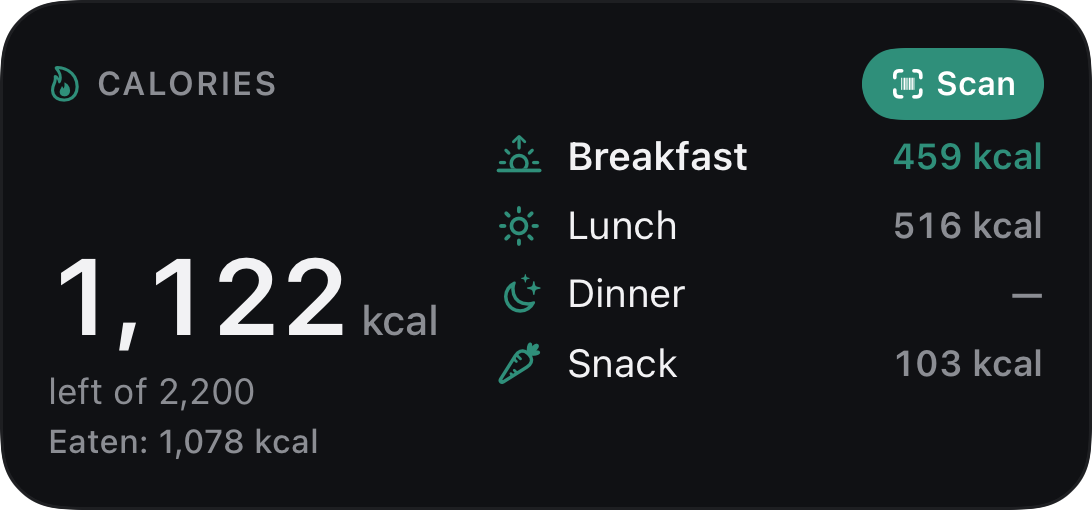 CALORIES
Scan
Breakfast 459 kcal
Lunch 516 kcal
Dinner –
Snack 103 kcal
1,122 kcal
left of 2,200
Eaten: 1,078 kcal